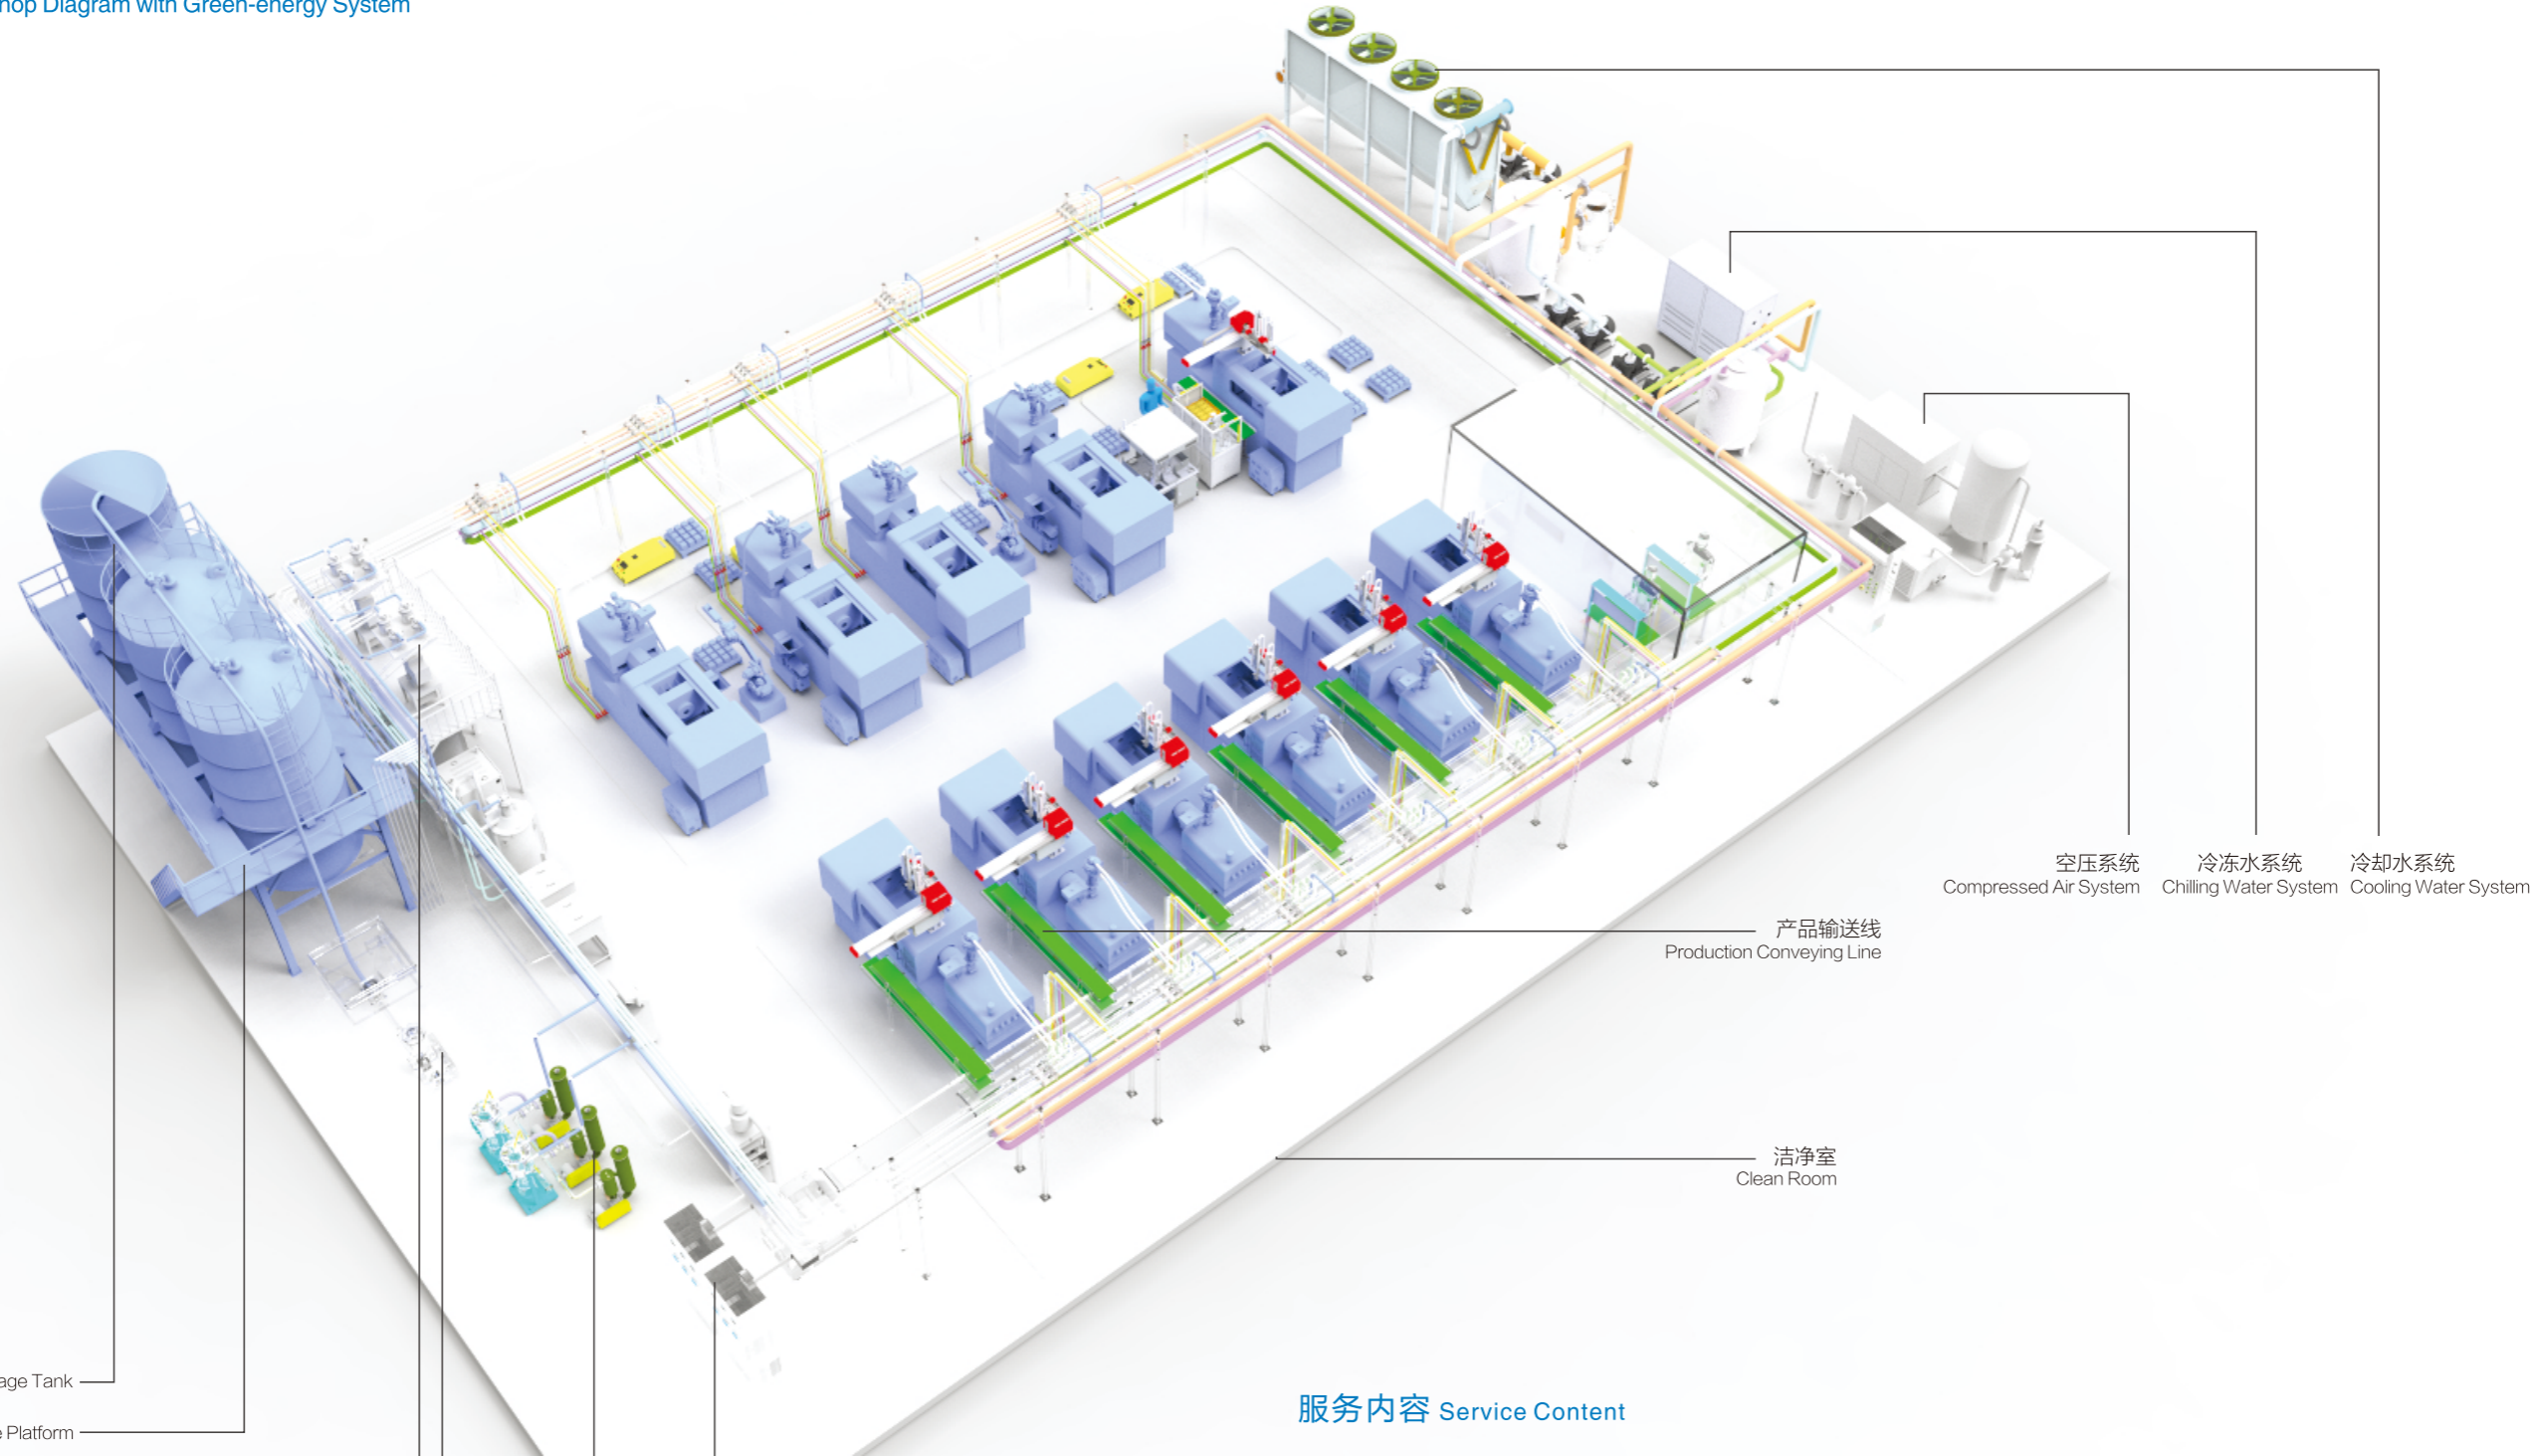 Diagram with Green-energy System
空压系统
Compressed Air System
冷冻水系统
Chilling Water System
冷却水系统
Cooling Water System
产品输送线
Production Conveying Line
洁净室
Clean Room
Tank
Platform
服务内容 Service Content